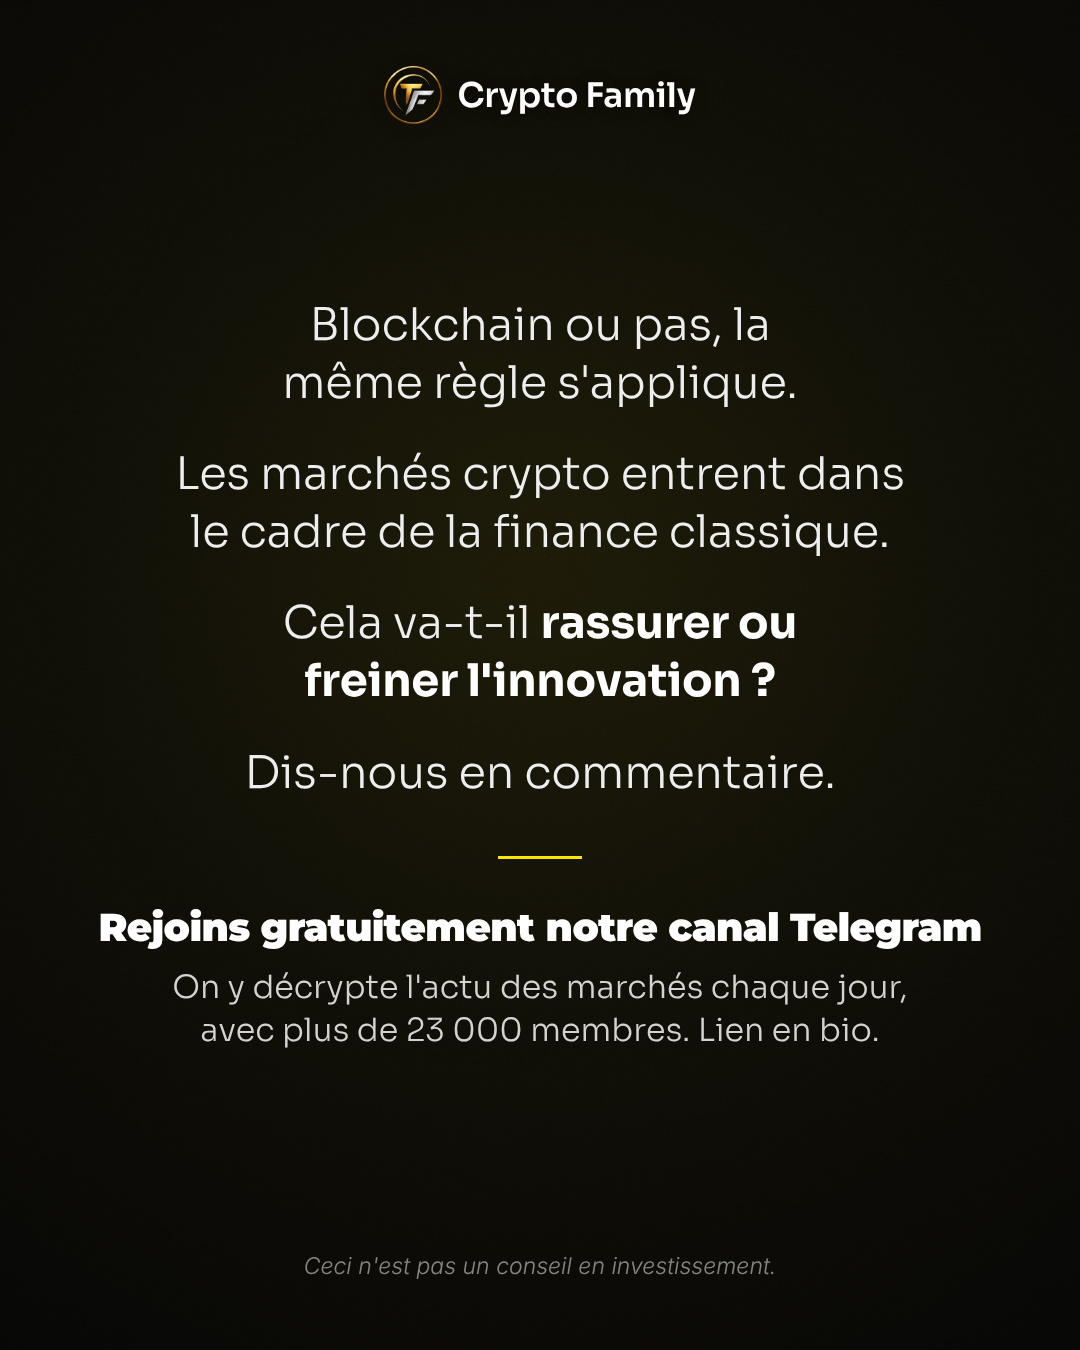 TF Crypto Family
Blockchain ou pas, la
même règle s'applique.
Les marchés crypto entrent dans
le cadre de la finance classique.
Cela va-t-il rassurer ou
freiner l'innovation ?
Dis-nous en commentaire.
Rejoins gratuitement notre canal Telegram
On y décrypte l'actu des marchés chaque jour,
avec plus de 23 000 membres. Lien en bio.
Ceci n'est pas un conseil en investissement.